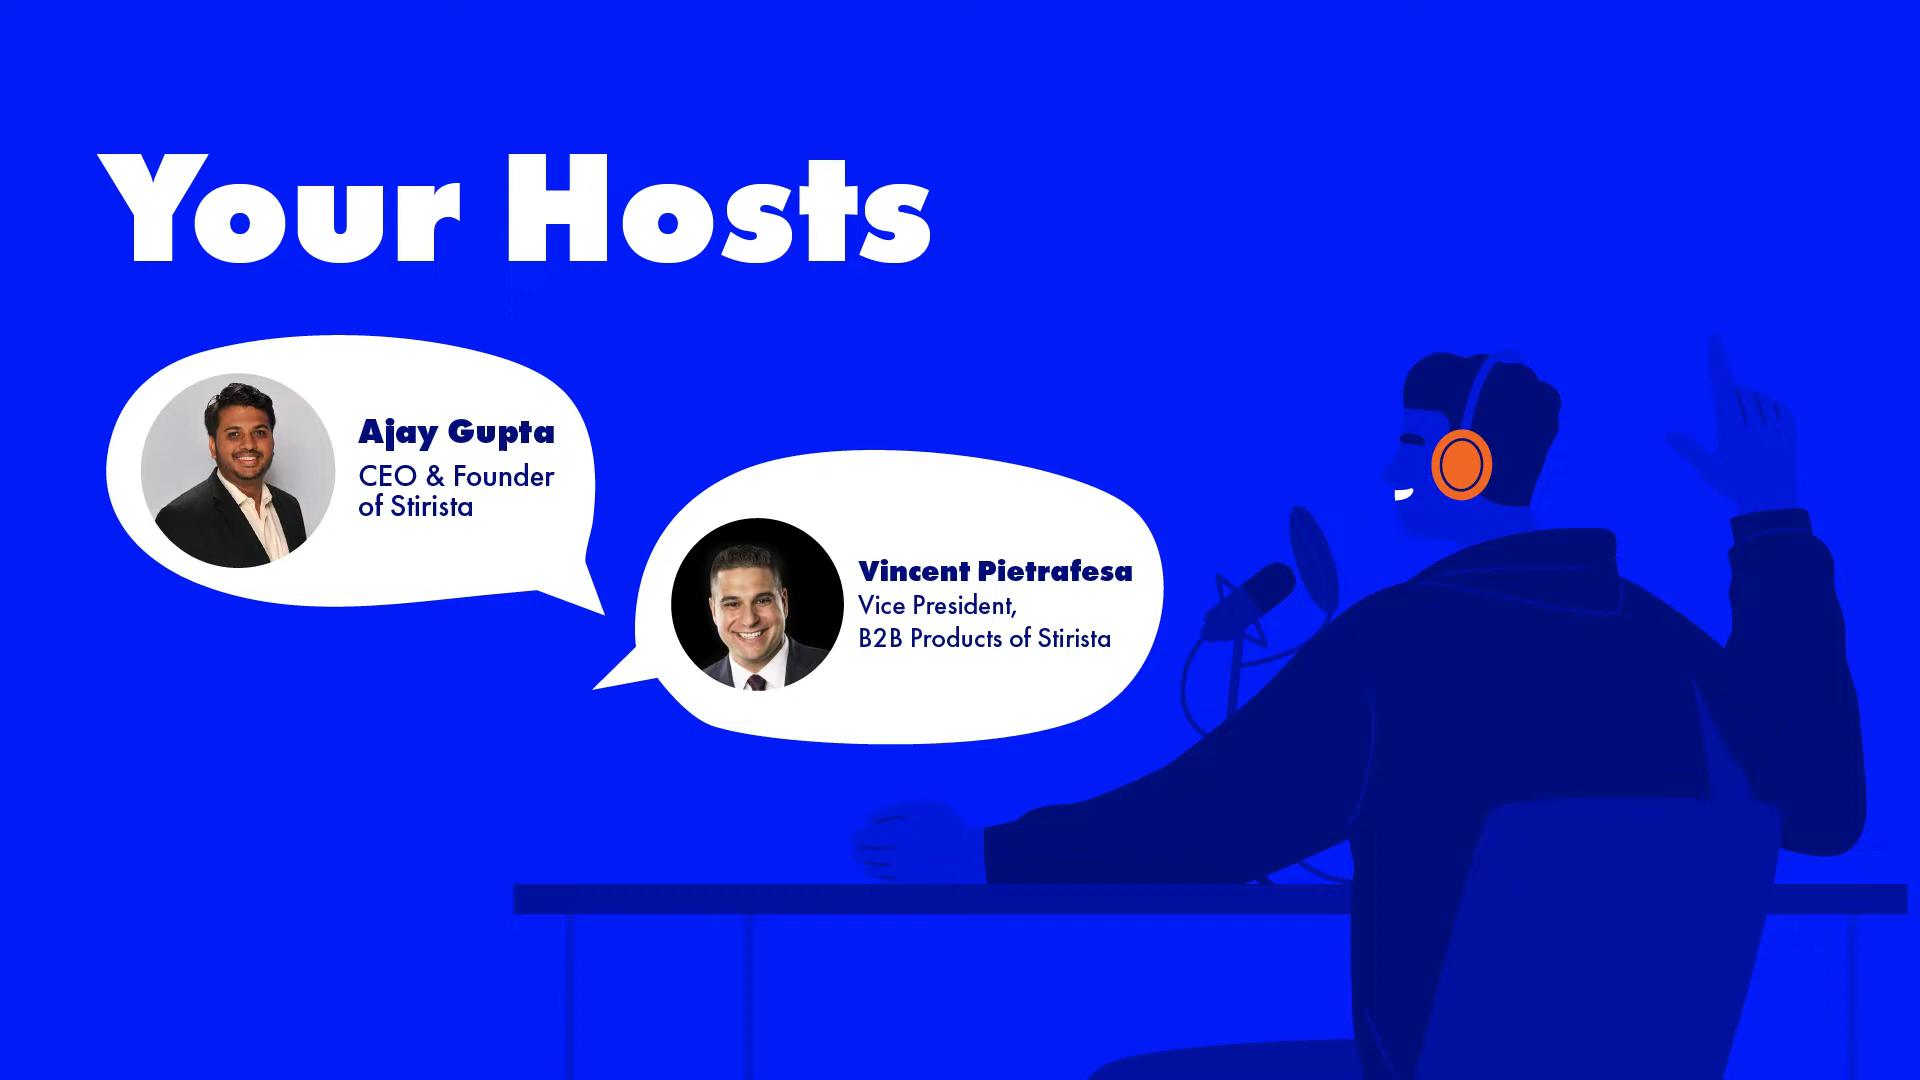 Your Hosts
Ajay Gupta
CEO & Founder
of Stirista
Vincent Pietrafesa
Vice President,
B2B Products of Stirista